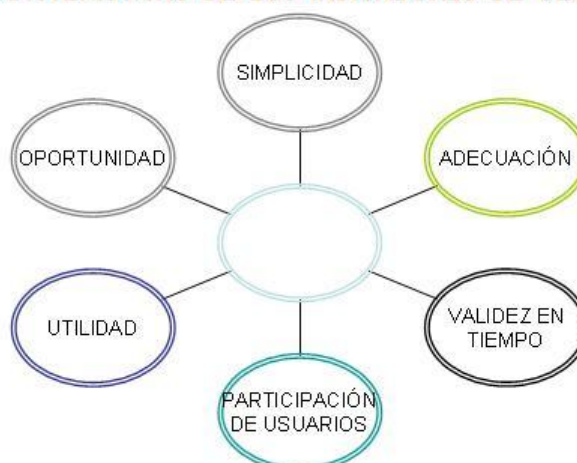 SIMPLICIDAD
OPORTUNIDAD
ADECUACIÓN
UTILIDAD
VALIDEZ EN
TIEMPO
PARTICIPACIÓN
DE USUARIOS